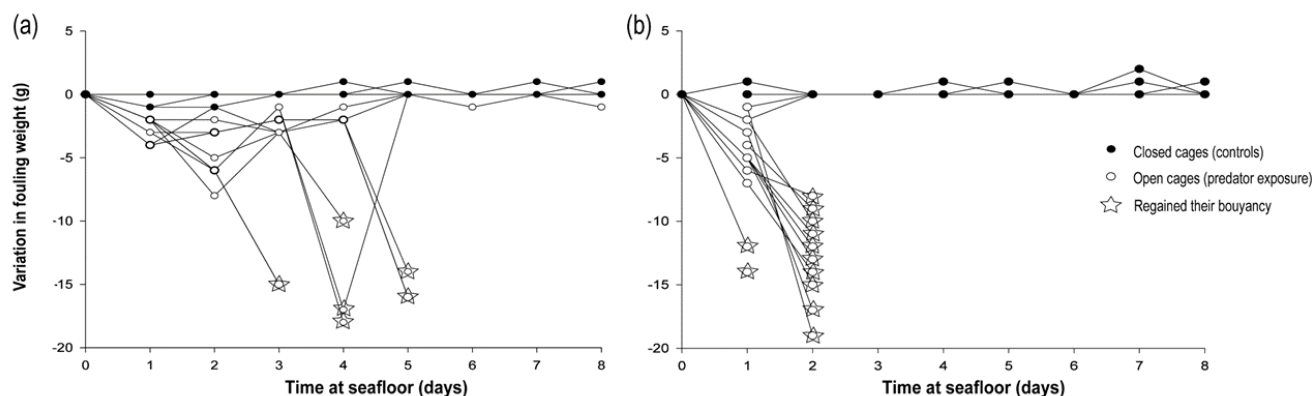 (a)
(b)
Variation in fouling weight (g)
5
0
-5
-10
-15
-20
0 1 2 3 4 5 6 7 8
Time at seafloor (days)
5
0
-5
-10
-15
-20
0 1 2 3 4 5 6 7 8
Time at seafloor (days)
Closed cages (controls)
Open cages (predator exposure)
Regained their bouyancy